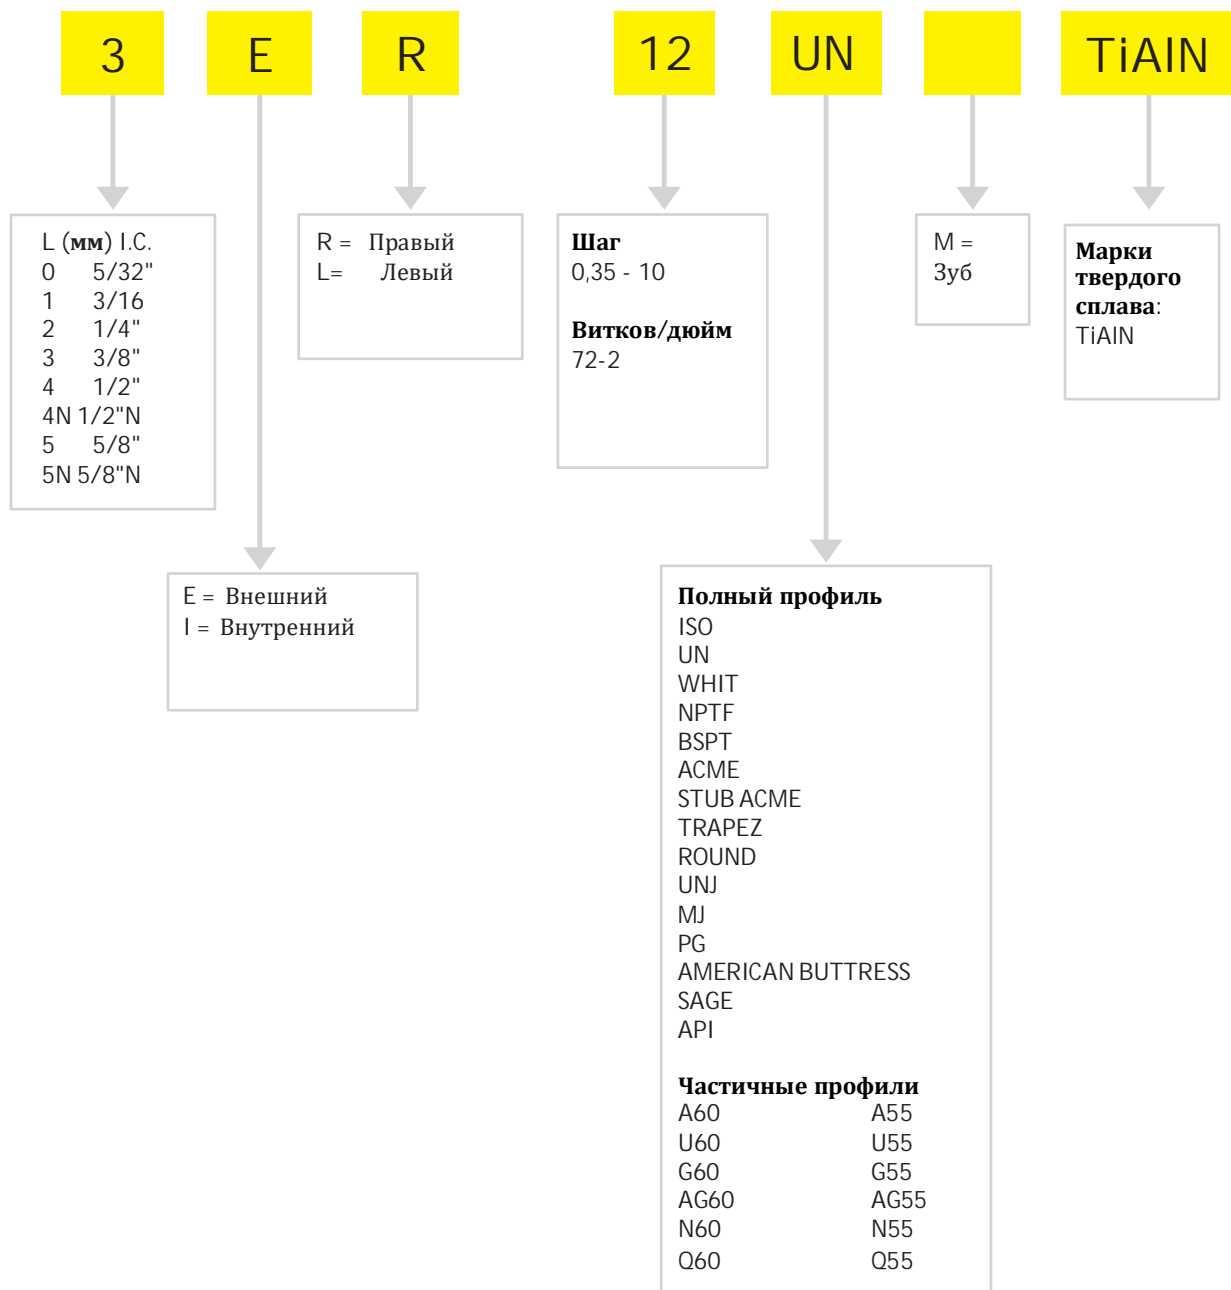 3 E R 12 UN TiAlN
L (мм) I.C.
0 5/32"
1 3/16
2 1/4"
3 3/8"
4 1/2"
4N 1/2"N
5 5/8"
5N 5/8"N
R = Правый
L= Левый
Шаг
0,35 - 10
Витков/дюйм
72-2
M =
Зуб
Марки
твердого
сплава:
TiAlN
E = Внешний
I = Внутренний
Полный профиль
ISO
UN
WHIT
NPTF
BSPT
ACME
STUB ACME
TRAPEZ
ROUND
UNJ
MJ
PG
AMERICAN BUTTRESS
SAGE
API
Частичные профили
A60 A55
U60 U55
G60 G55
AG60 AG55
N60 N55
Q60 Q55